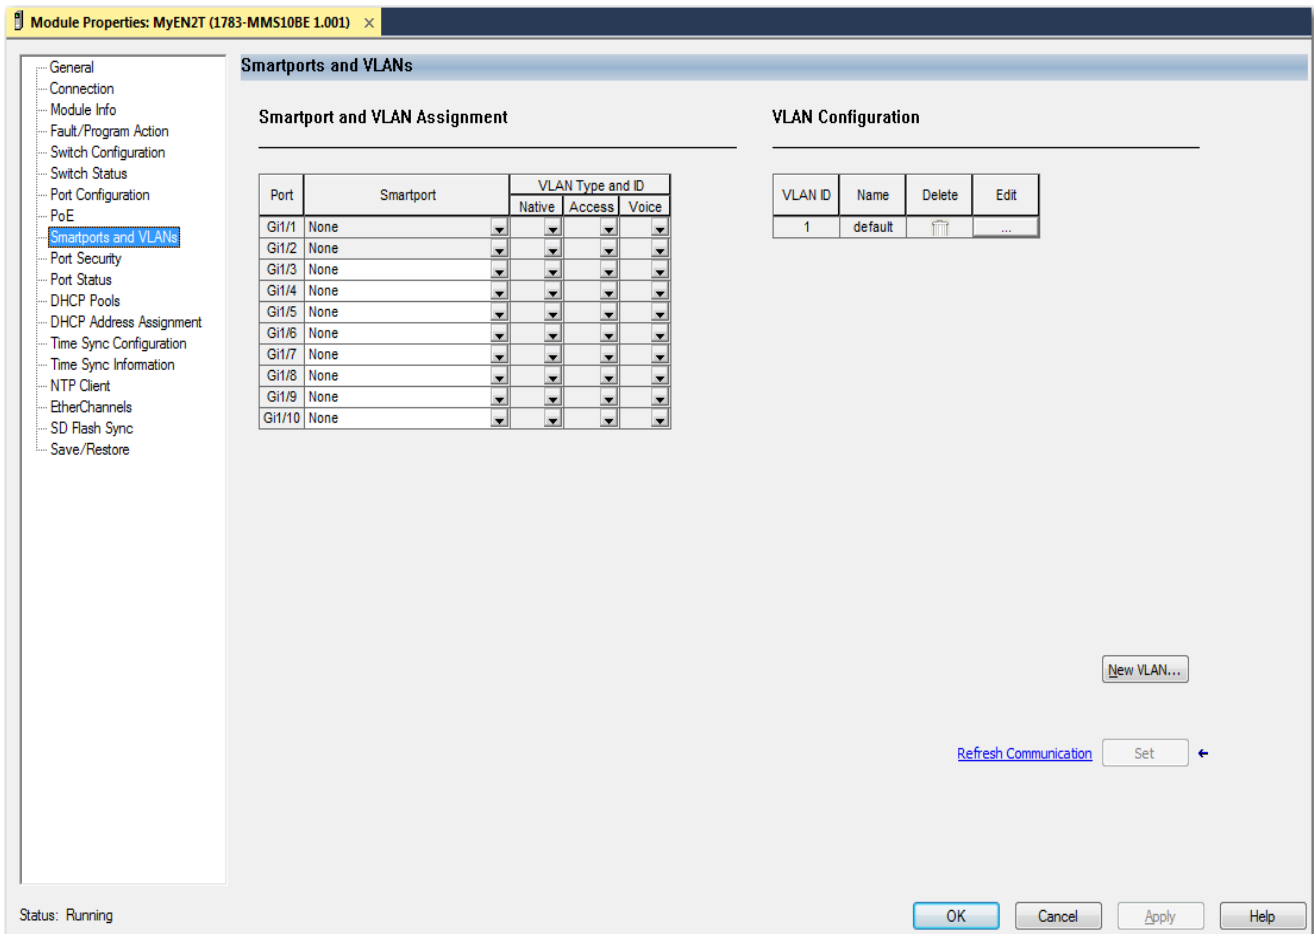 Module Properties: MyEN2T (1783-MMS10BE 1.001) ×
General
Connection
Module Info
Fault/Program Action
Switch Configuration
Switch Status
Port Configuration
PoE
Smartports and VLANs
Port Security
Port Status
DHCP Pools
DHCP Address Assignment
Time Sync Configuration
Time Sync Information
NTP Client
EtherChannels
SD Flash Sync
Save/Restore
Smartports and VLANs
Smartport and VLAN Assignment
Port Smartport VLAN Type and ID
Native Access Voice
Gi1/1 None
Gi1/2 None
Gi1/3 None
Gi1/4 None
Gi1/5 None
Gi1/6 None
Gi1/7 None
Gi1/8 None
Gi1/9 None
Gi1/10 None
VLAN Configuration
VLAN ID Name Delete Edit
1 default ...
New VLAN...
Refresh Communication Set
Status: Running
OK Cancel Apply Help